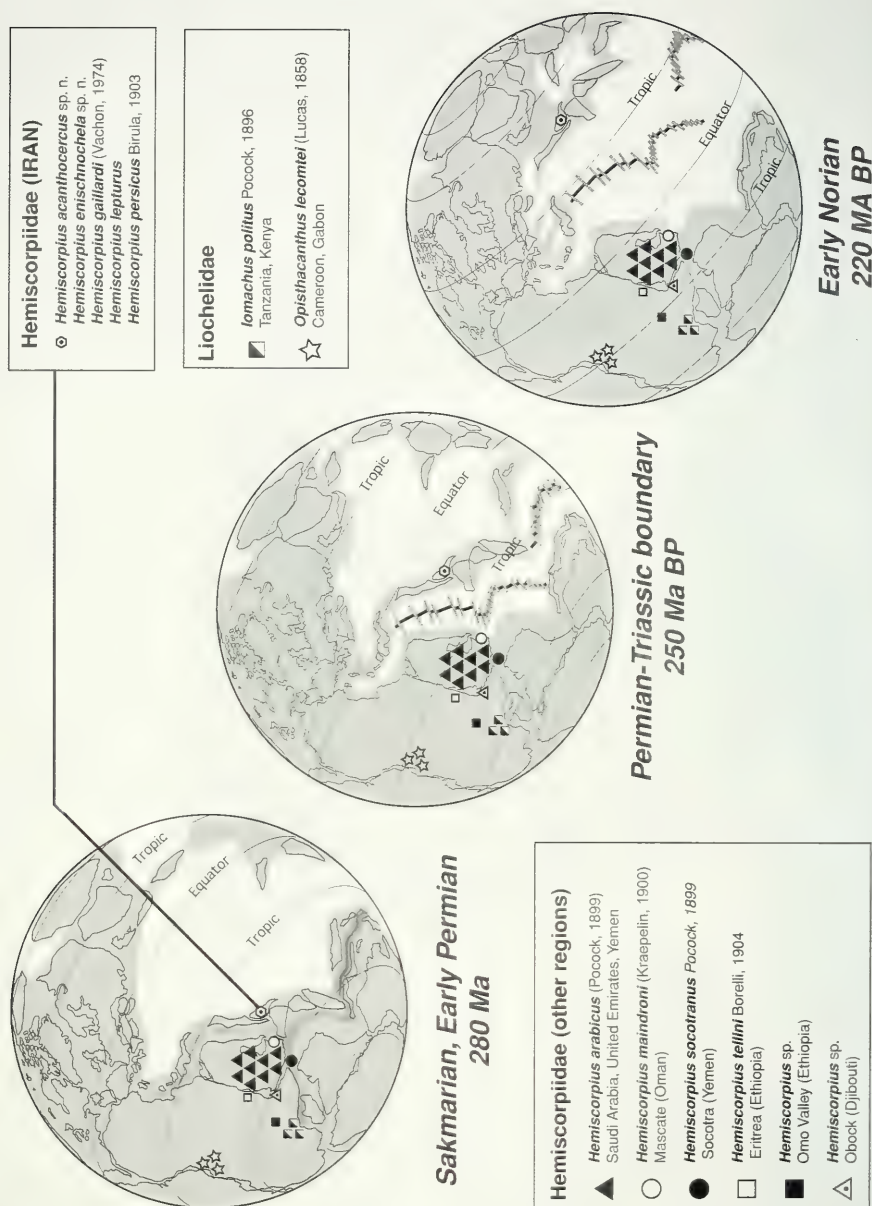 Hemiscorpiidae (IRAN)
Hemiscorpius acanthocercus sp. n.
Hemiscorpius enischnochela sp. n.
Hemiscorpius gaillardi (Vachon, 1974)
Hemiscorpius lepturus
Hemiscorpius persicus Birula, 1903
Liochelidae
Iomachus politus Pocock, 1896
Tanzania, Kenya
Opisthacanthus lecomtei (Lucas, 1858)
Cameroon, Gabon
Tropic
Equator
Tropic
Sakmarian, Early Permian
280 Ma
Tropic
Equator
Tropic
Permian-Triassic boundary
250 Ma BP
Tropic
Equator
Tropic
Early Norian
220 MA BP
Hemiscorpiidae (other regions)
Hemiscorpius arabicus (Pocock, 1899)
Saudi Arabia, United Emirates, Yemen
Hemiscorpius maindroni (Kraepelin, 1900)
Mascate (Oman)
Hemiscorpius socotranus Pocock, 1899
Socotra (Yemen)
Hemiscorpius tellini Borelli, 1904
Eritrea (Ethiopia)
Hemiscorpius sp.
Omo Valley (Ethiopia)
Hemiscorpius sp.
Obock (Djibouti)